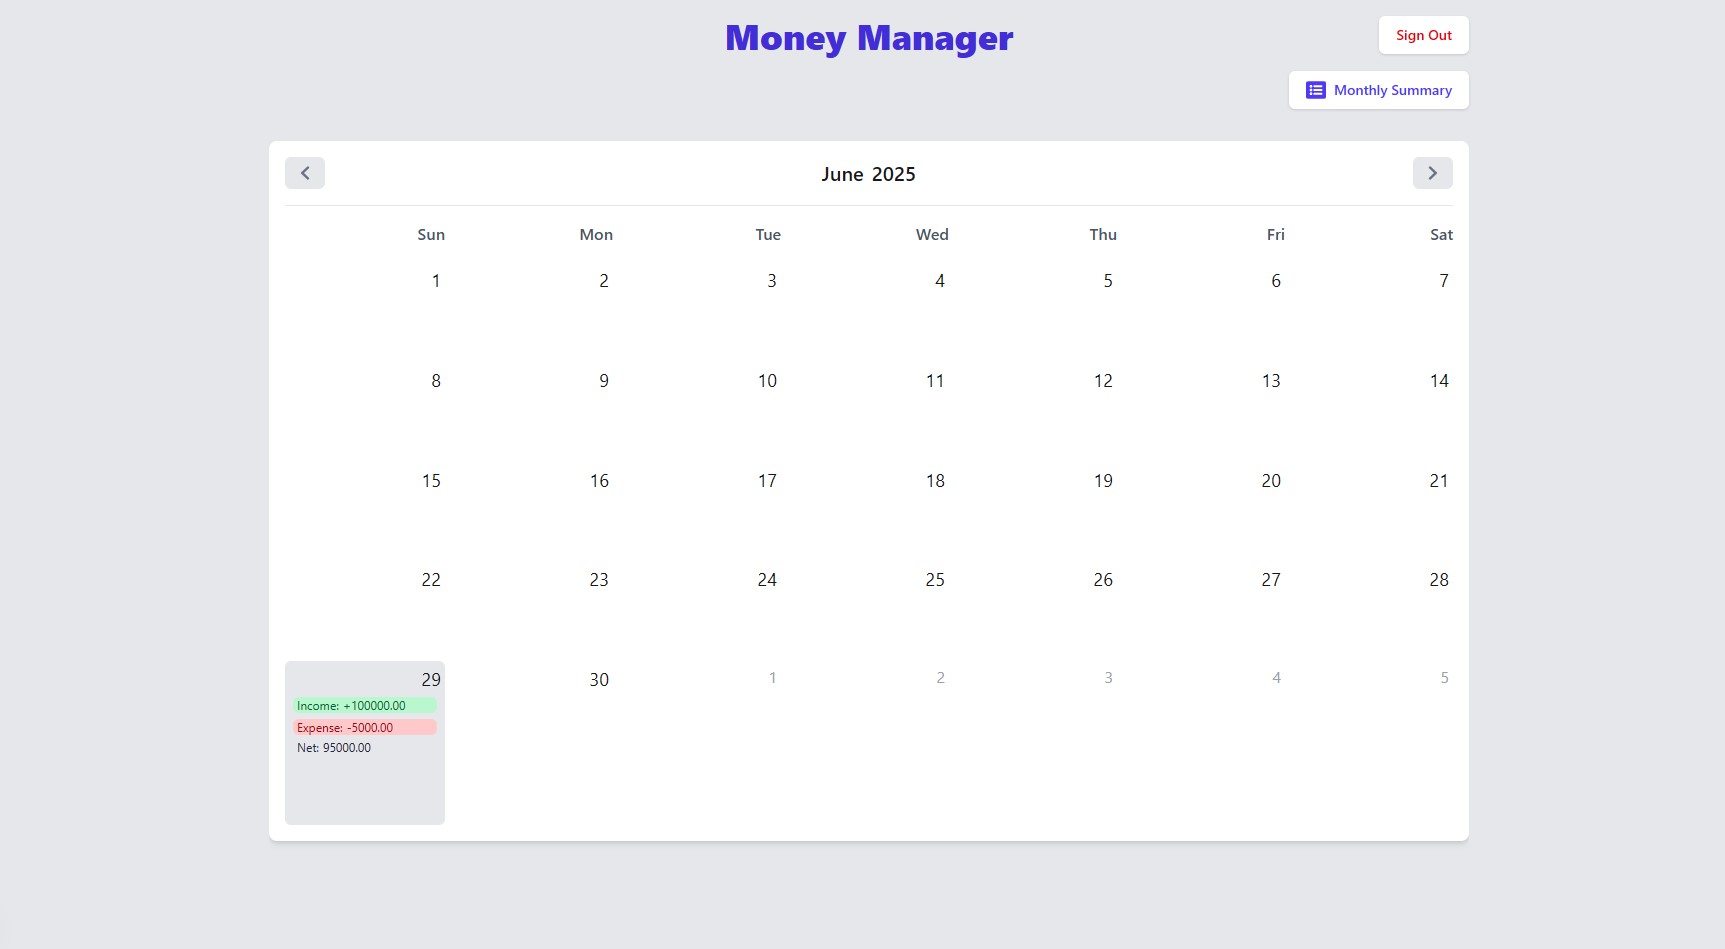 Money Manager
Sign Out
Monthly Summary
June 2025
Sun Mon Tue Wed Thu Fri Sat
1 2 3 4 5 6 7
8 9 10 11 12 13 14
15 16 17 18 19 20 21
22 23 24 25 26 27 28
29 30 1 2 3 4 5
Income: +100000.00
Expense: -5000.00
Net: 95000.00